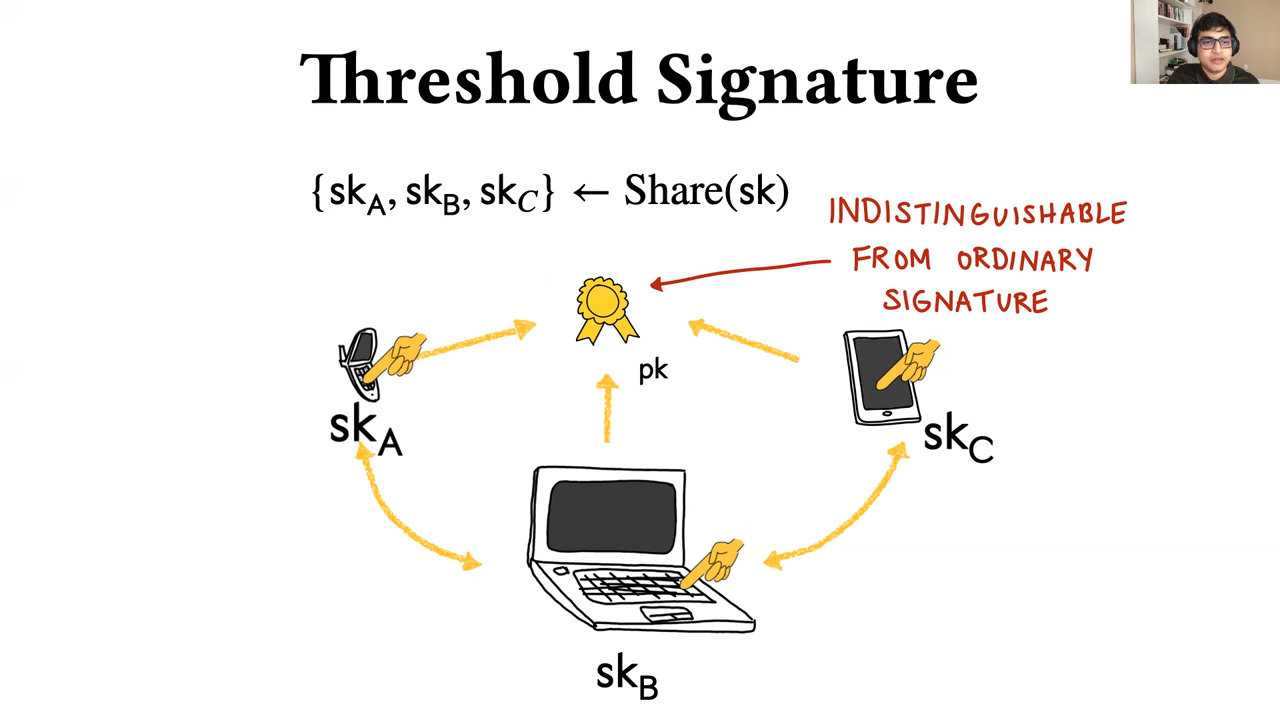 Threshold Signature
{sk_A, sk_B, sk_C} ← Share(sk)
INDISTINGUISHABLE
FROM ORDINARY
SIGNATURE
pk
sk_A
sk_C
sk_B